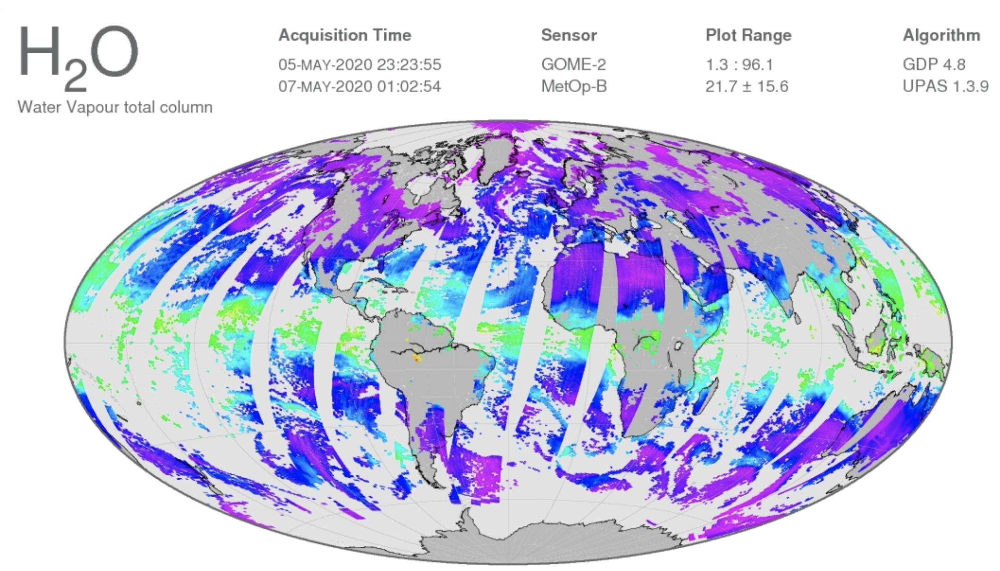 H₂O
Water Vapour total column
Acquisition Time
05-MAY-2020 23:23:55
07-MAY-2020 01:02:54
Sensor
GOME-2
MetOp-B
Plot Range
1.3 : 96.1
21.7 ± 15.6
Algorithm
GDP 4.8
UPAS 1.3.9